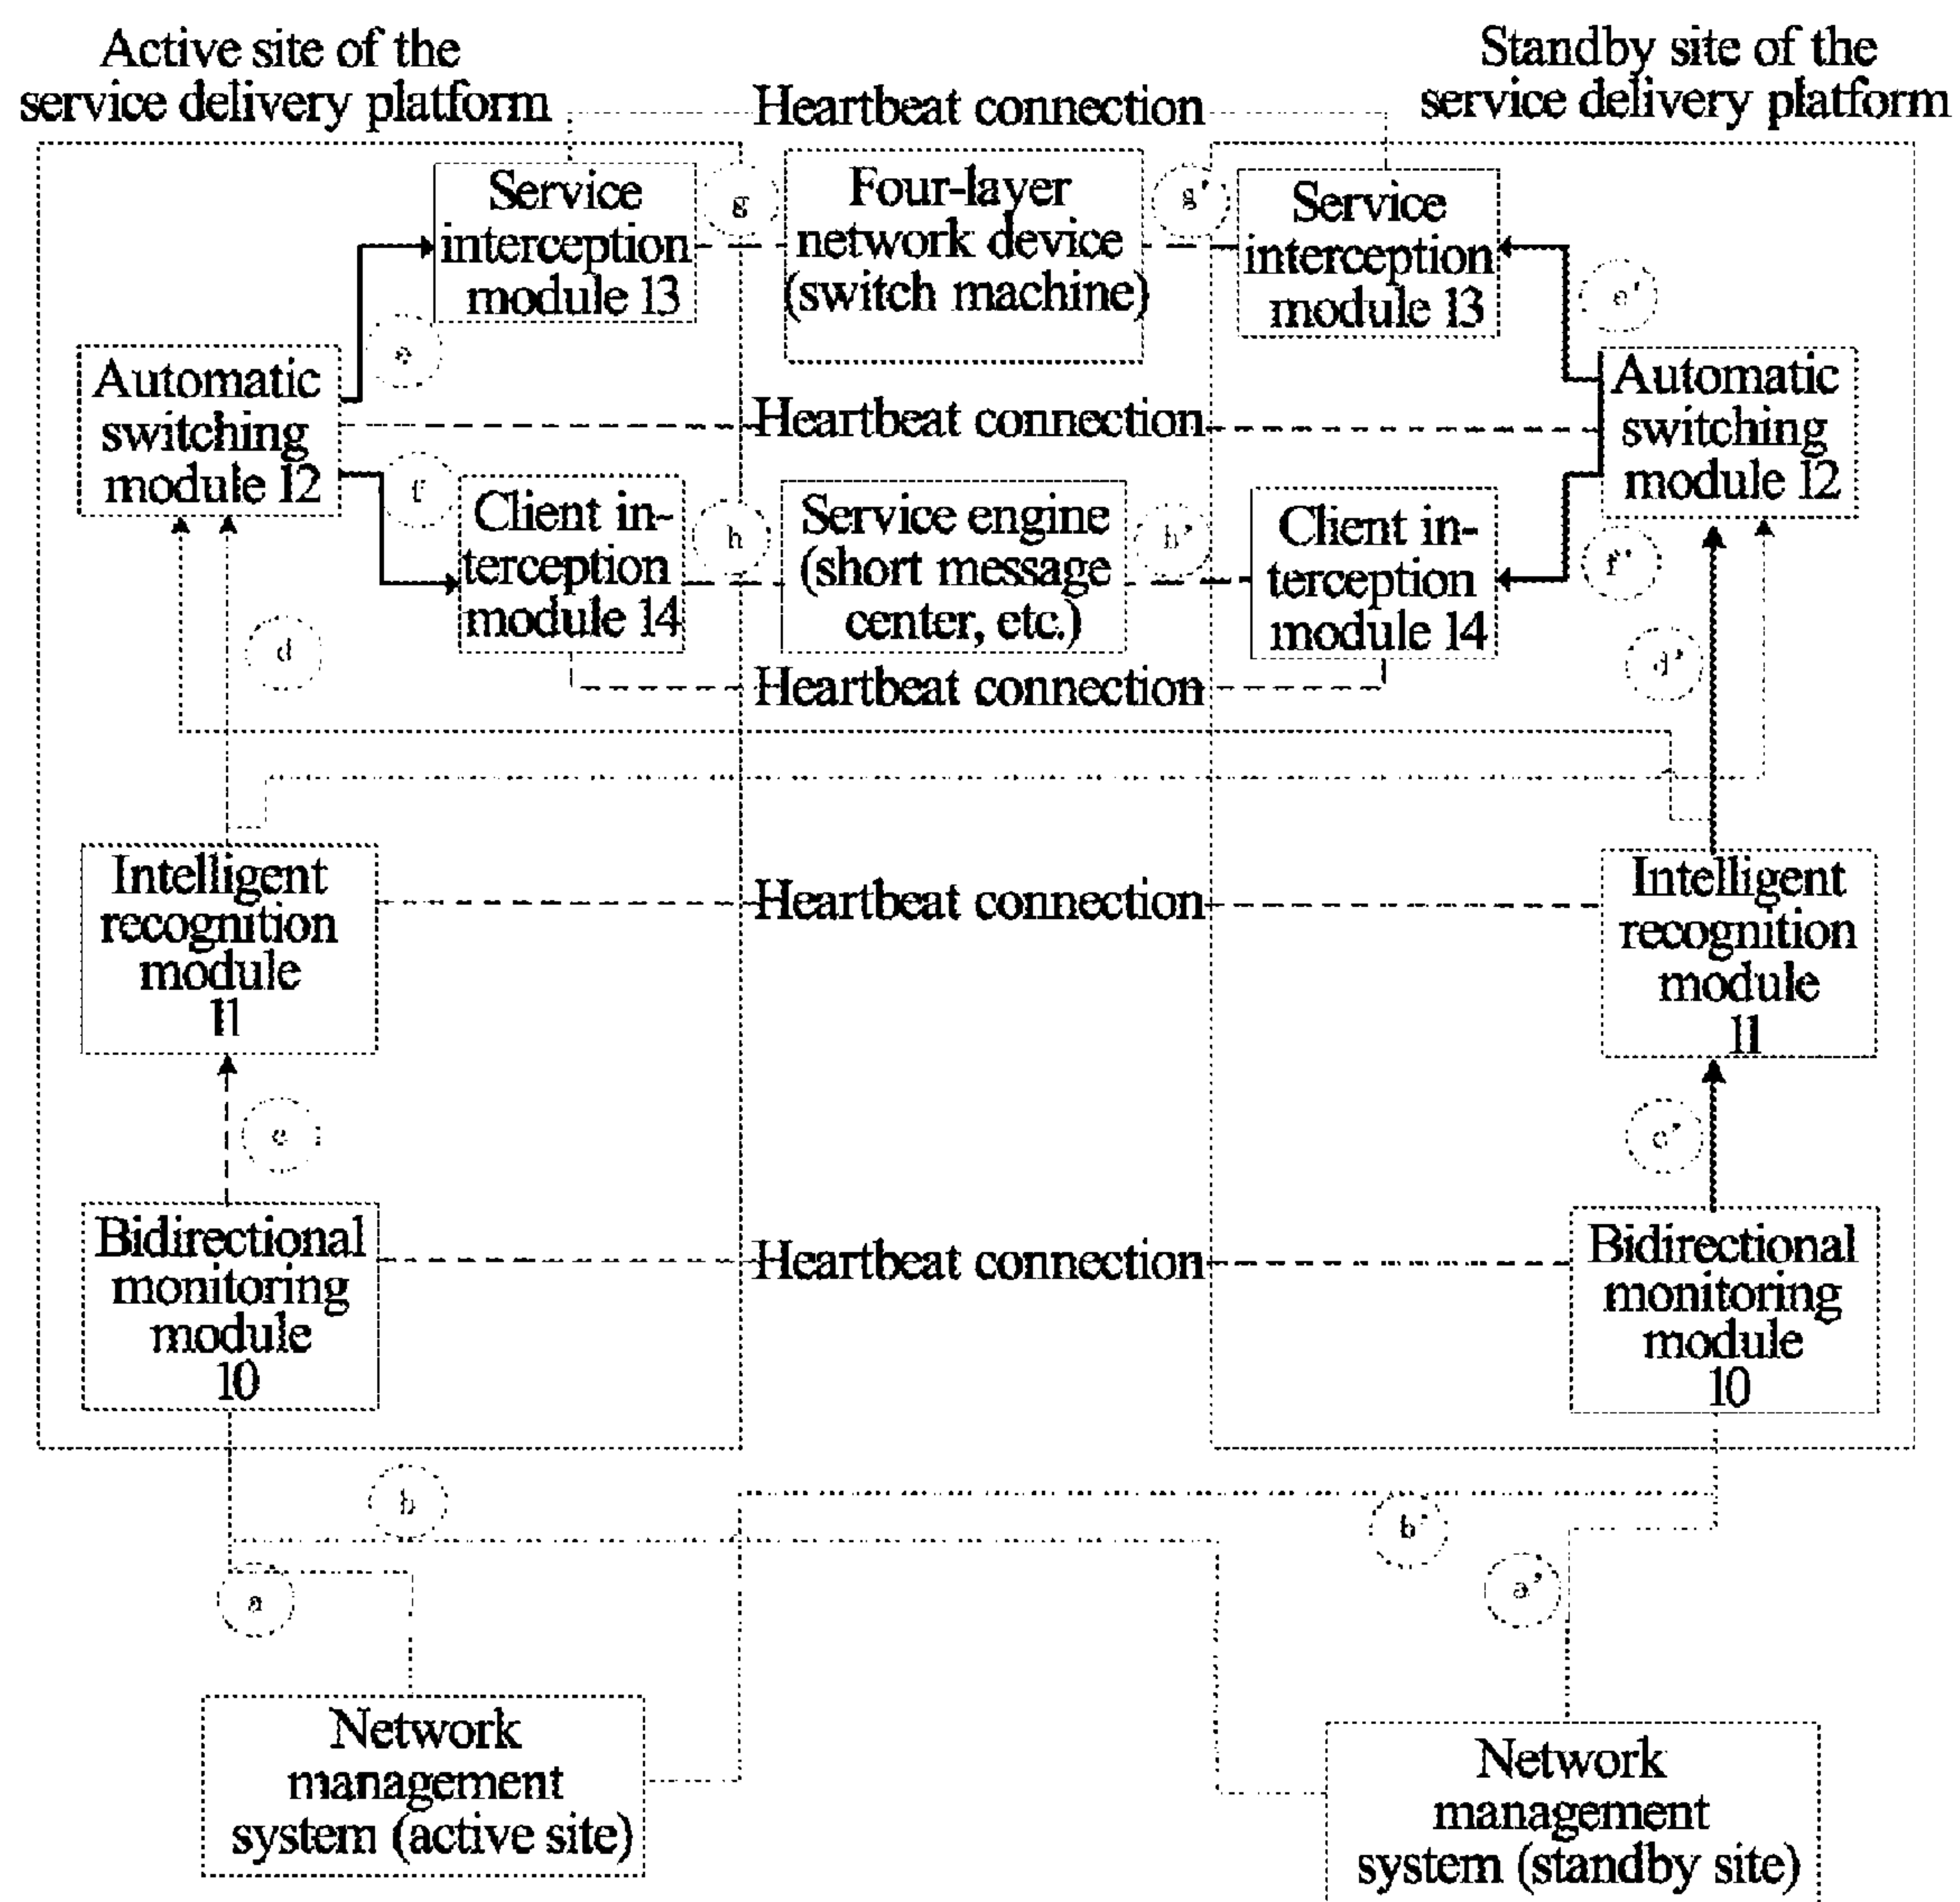 Active site of the
service delivery platform
Standby site of the
service delivery platform
Heartbeat connection
Service
interception
module 13
g
Four-layer
network device
(switch machine)
g'
Service
interception
module 13
e
e'
Automatic
switching
module 12
Heartbeat connection
Automatic
switching
module 12
f
Client in-
terception
module 14
h
Service engine
(short message
center, etc.)
h'
Client in-
terception
module 14
f'
d
d'
Heartbeat connection
Intelligent
recognition
module
11
Heartbeat connection
Intelligent
recognition
module
11
c'
Bidirectional
monitoring
module
10
Heartbeat connection
Bidirectional
monitoring
module
10
b
b'
a
a'
Network
management
system (active site)
Network
management
system (standby site)